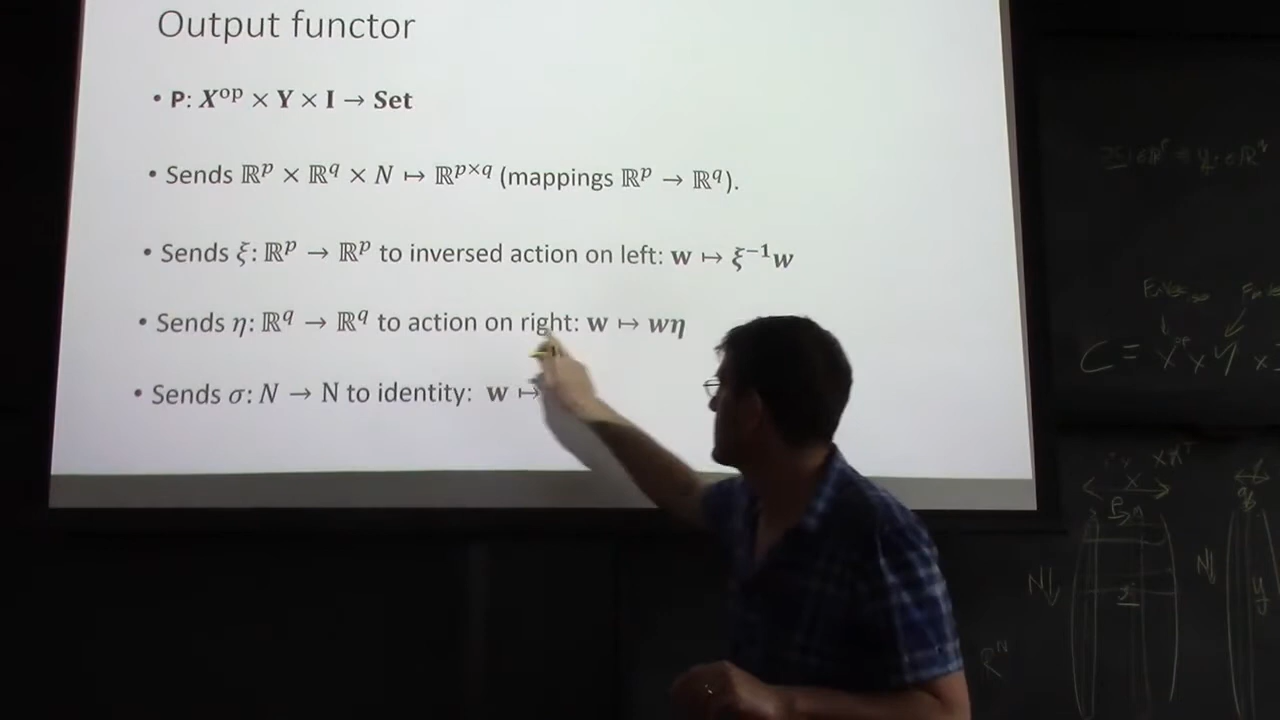 Output functor
• P: X^op × Y × I → Set
• Sends ℝ^p × ℝ^q × N ↦ ℝ^{p×q} (mappings ℝ^p → ℝ^q).
• Sends ξ: ℝ^p → ℝ^p to inversed action on left: w ↦ ξ^{−1}w
• Sends η: ℝ^q → ℝ^q to action on right: w ↦ wη
• Sends σ: N → N to identity: w ↦
C = X^op × Y ×
X XX^T
N↓
N↓ y
ℝ^N